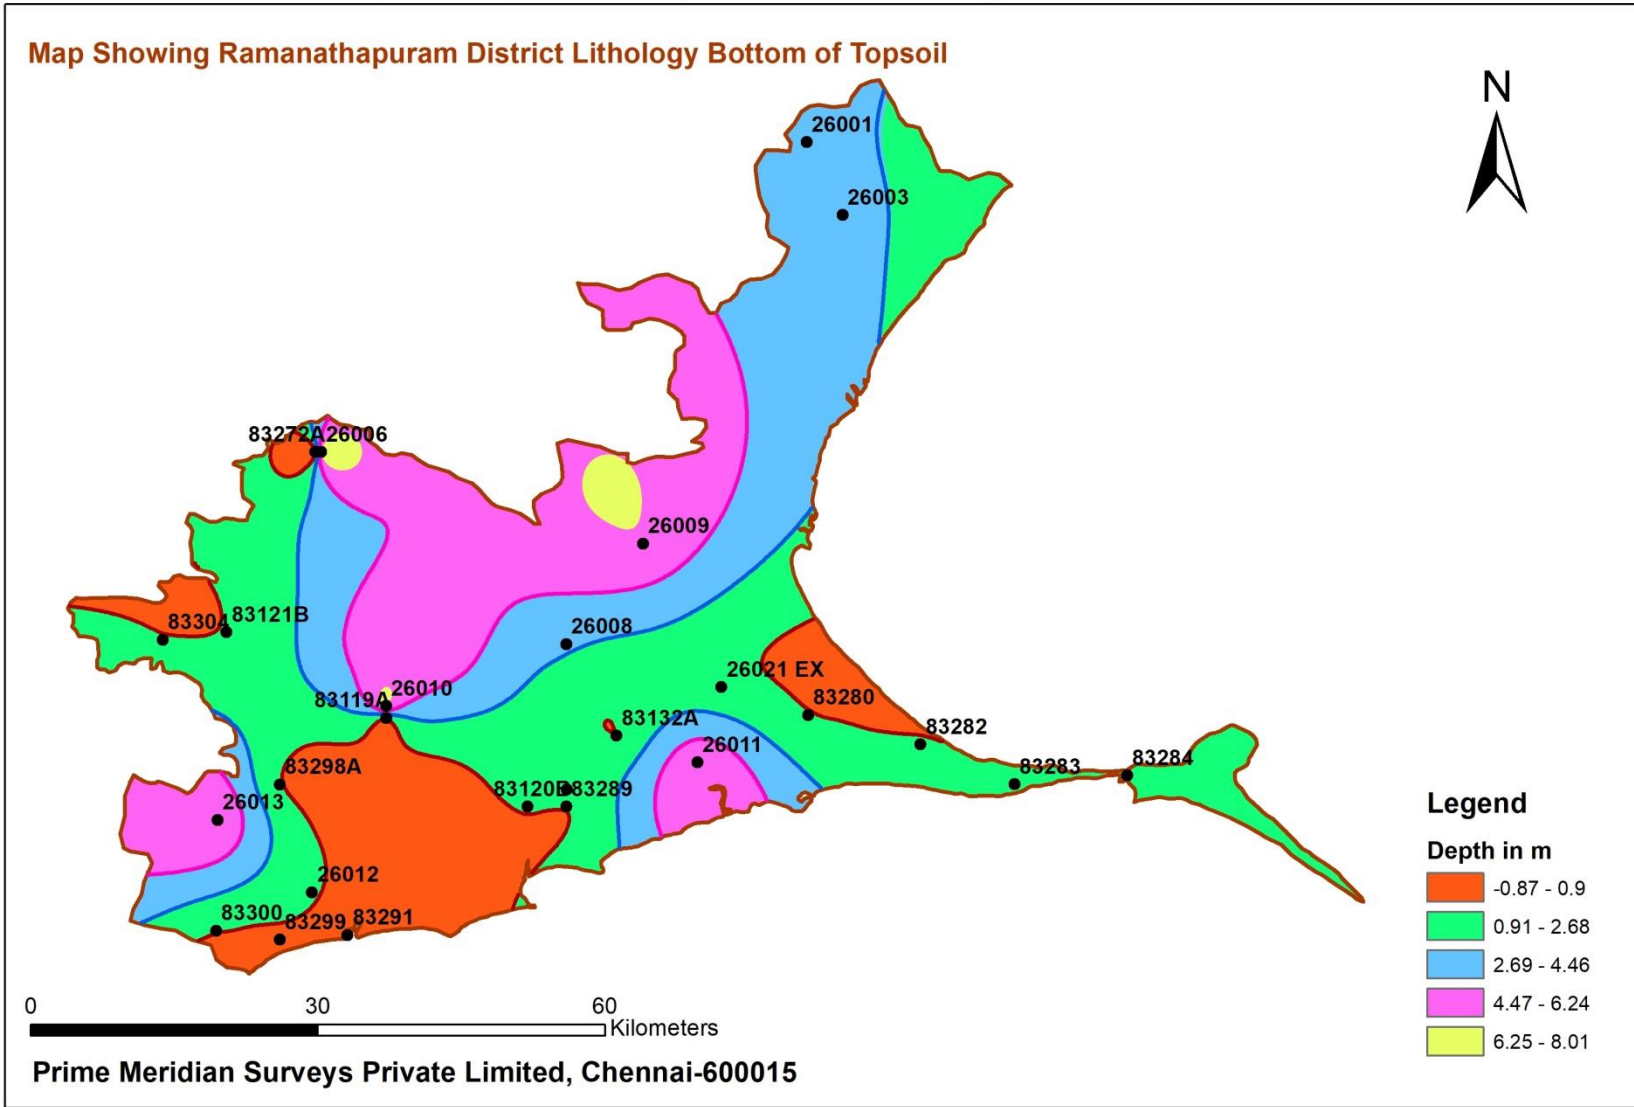 Map Showing Ramanathapuram District Lithology Bottom of Topsoil
N
26001
26003
83272A 26006
26009
83304 83121B
26008
26010
83119A
26021 EX
83280
83132A
83282
26011
83283
83284
83298A
83120B 83289
26013
26012
83300
83299 83291
Legend
Depth in m
-0.87 - 0.9
0.91 - 2.68
2.69 - 4.46
4.47 - 6.24
6.25 - 8.01
0 30 60
Kilometers
Prime Meridian Surveys Private Limited, Chennai-600015